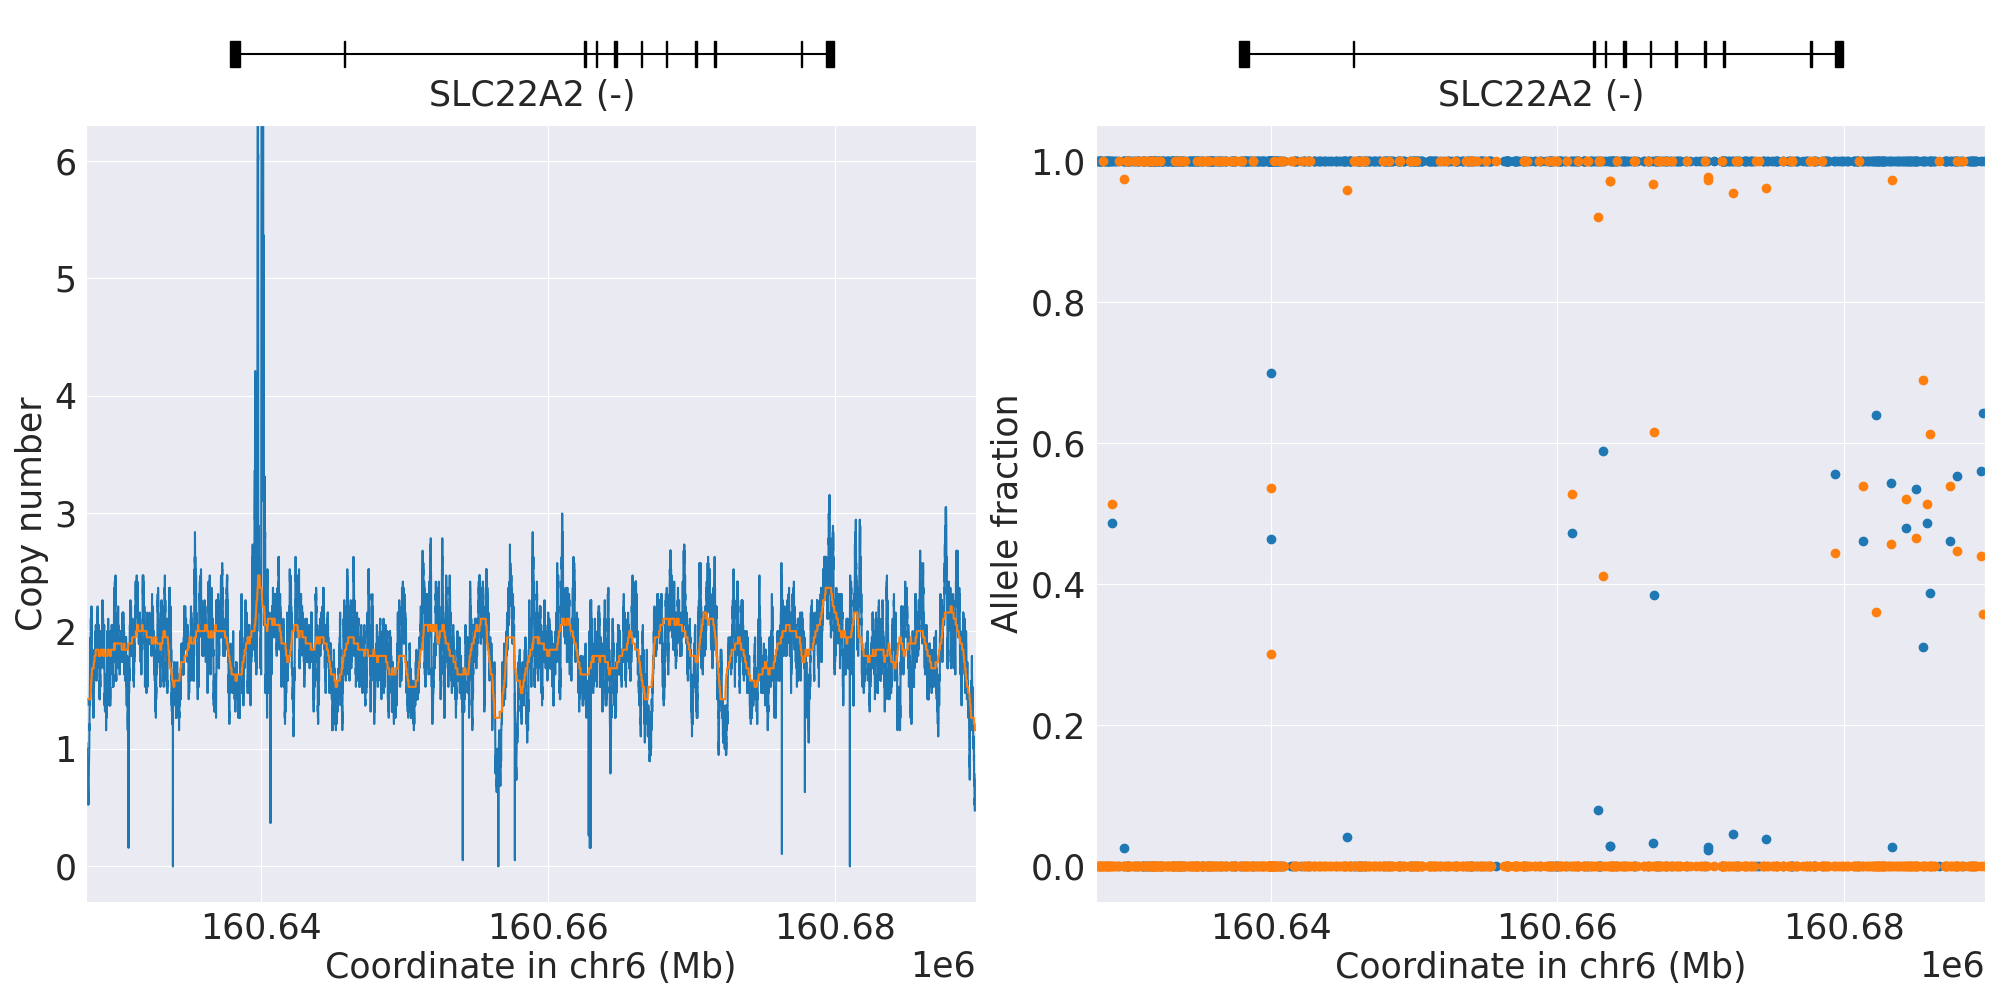 SLC22A2 (-)
6
5
4
3
2
1
0
Copy number
160.64
160.66
160.68
Coordinate in chr6 (Mb)
1e6
SLC22A2 (-)
1.0
0.8
0.6
0.4
0.2
0.0
Allele fraction
160.64
160.66
160.68
Coordinate in chr6 (Mb)
1e6